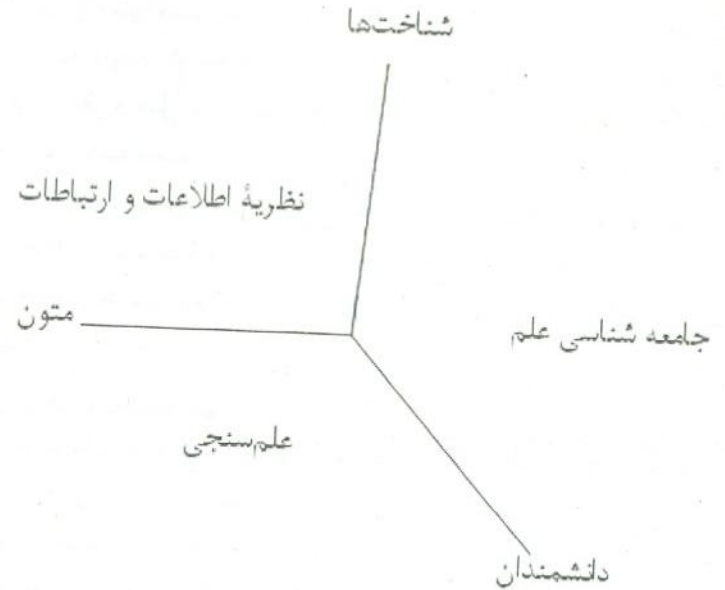 شناخت‌ها
نظریهٔ اطلاعات و ارتباطات
متون
جامعه شناسی علم
علم‌سنجی
دانشمندان